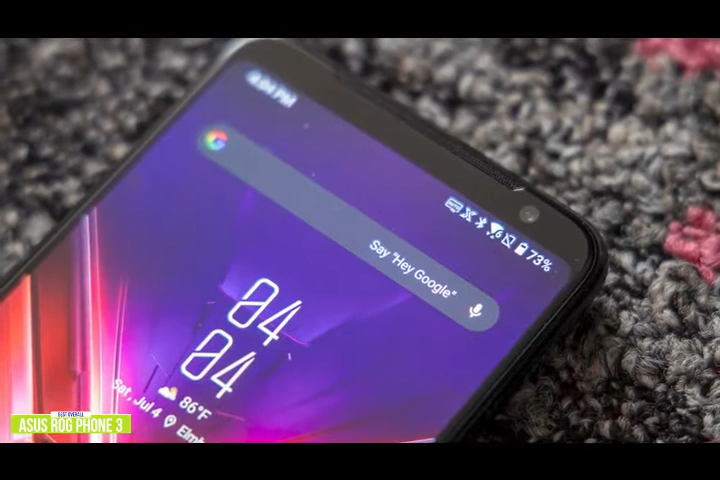 4:04 PM
73%
Say "Hey Google"
04
04
86°F
Sat, Jul 4
BEST OVERALL
ASUS ROG PHONE 3